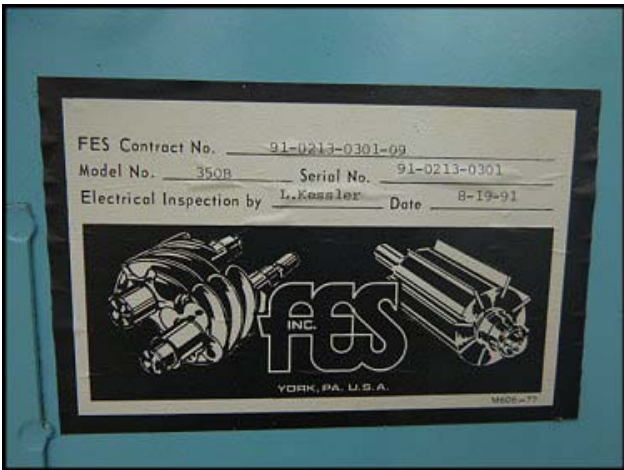 FES Contract No. 91-0213-0301-09
Model No. 350B Serial No. 91-0213-0301
Electrical Inspection by L.Kessler Date 8-19-91
FES
INC.
YORK, PA. U.S.A.
M606-77